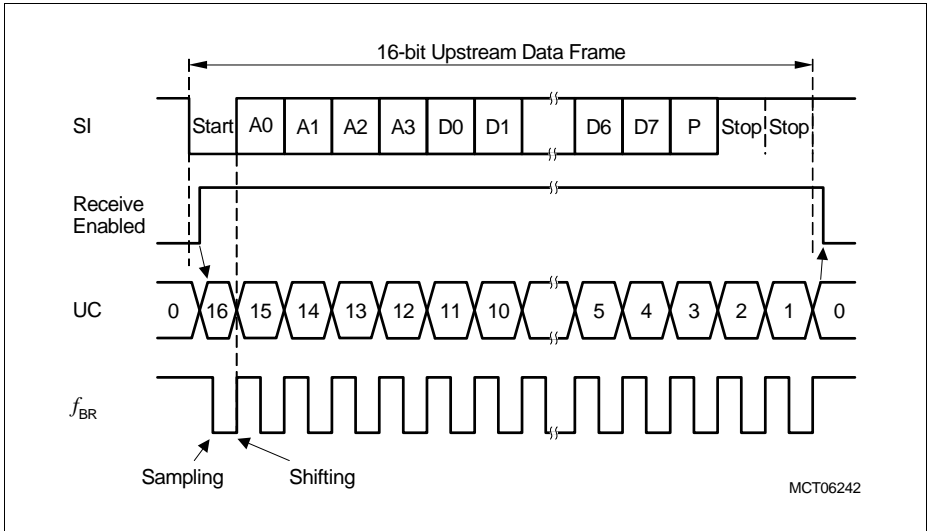 16-bit Upstream Data Frame
SI Start A0 A1 A2 A3 D0 D1 D6 D7 P Stop Stop
Receive
Enabled
UC 0 16 15 14 13 12 11 10 5 4 3 2 1 0
fBR
Sampling Shifting
MCT06242